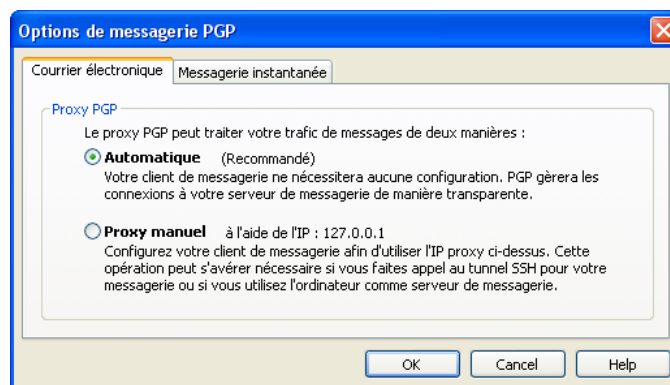 Options de messagerie PGP
Courrier électronique
Messagerie instantanée
Proxy PGP
Le proxy PGP peut traiter votre trafic de messages de deux manières :
Automatique (Recommandé)
Votre client de messagerie ne nécessitera aucune configuration. PGP gèrera les
connexions à votre serveur de messagerie de manière transparente.
Proxy manuel à l'aide de l'IP : 127.0.0.1
Configurez votre client de messagerie afin d'utiliser l'IP proxy ci-dessus. Cette
opération peut s'avérer nécessaire si vous faites appel au tunnel SSH pour votre
messagerie ou si vous utilisez l'ordinateur comme serveur de messagerie.
OK
Cancel
Help